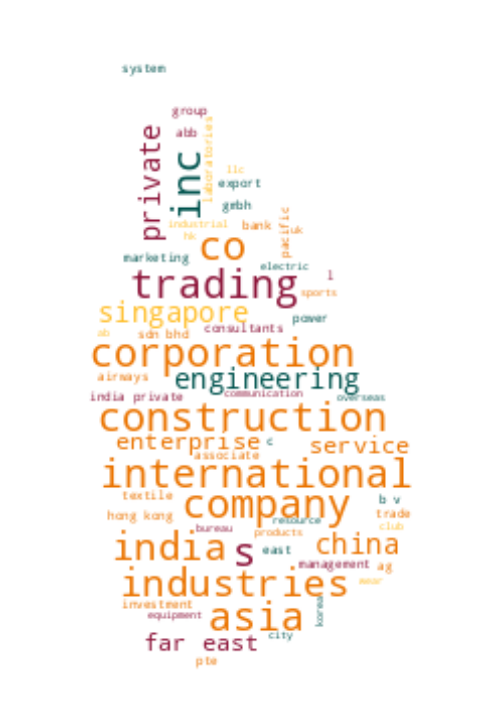 system
group
private
abb
inc
laboratories
llc
export
gmbh
industrial
bank
pacific
uk
hk
co
marketing
electric
trading
l
sports
singapore
power
ab
sdn bhd
consultants
corporation
airways
engineering
india private
communication
overseas
construction
enterprise
c
service
associate
international
textile
company
b v
hong kong
resource
trade
bureau
products
club
india
s
east
china
management
ag
industries
wear
investment
equipment
asia
korea
far east
city
pte